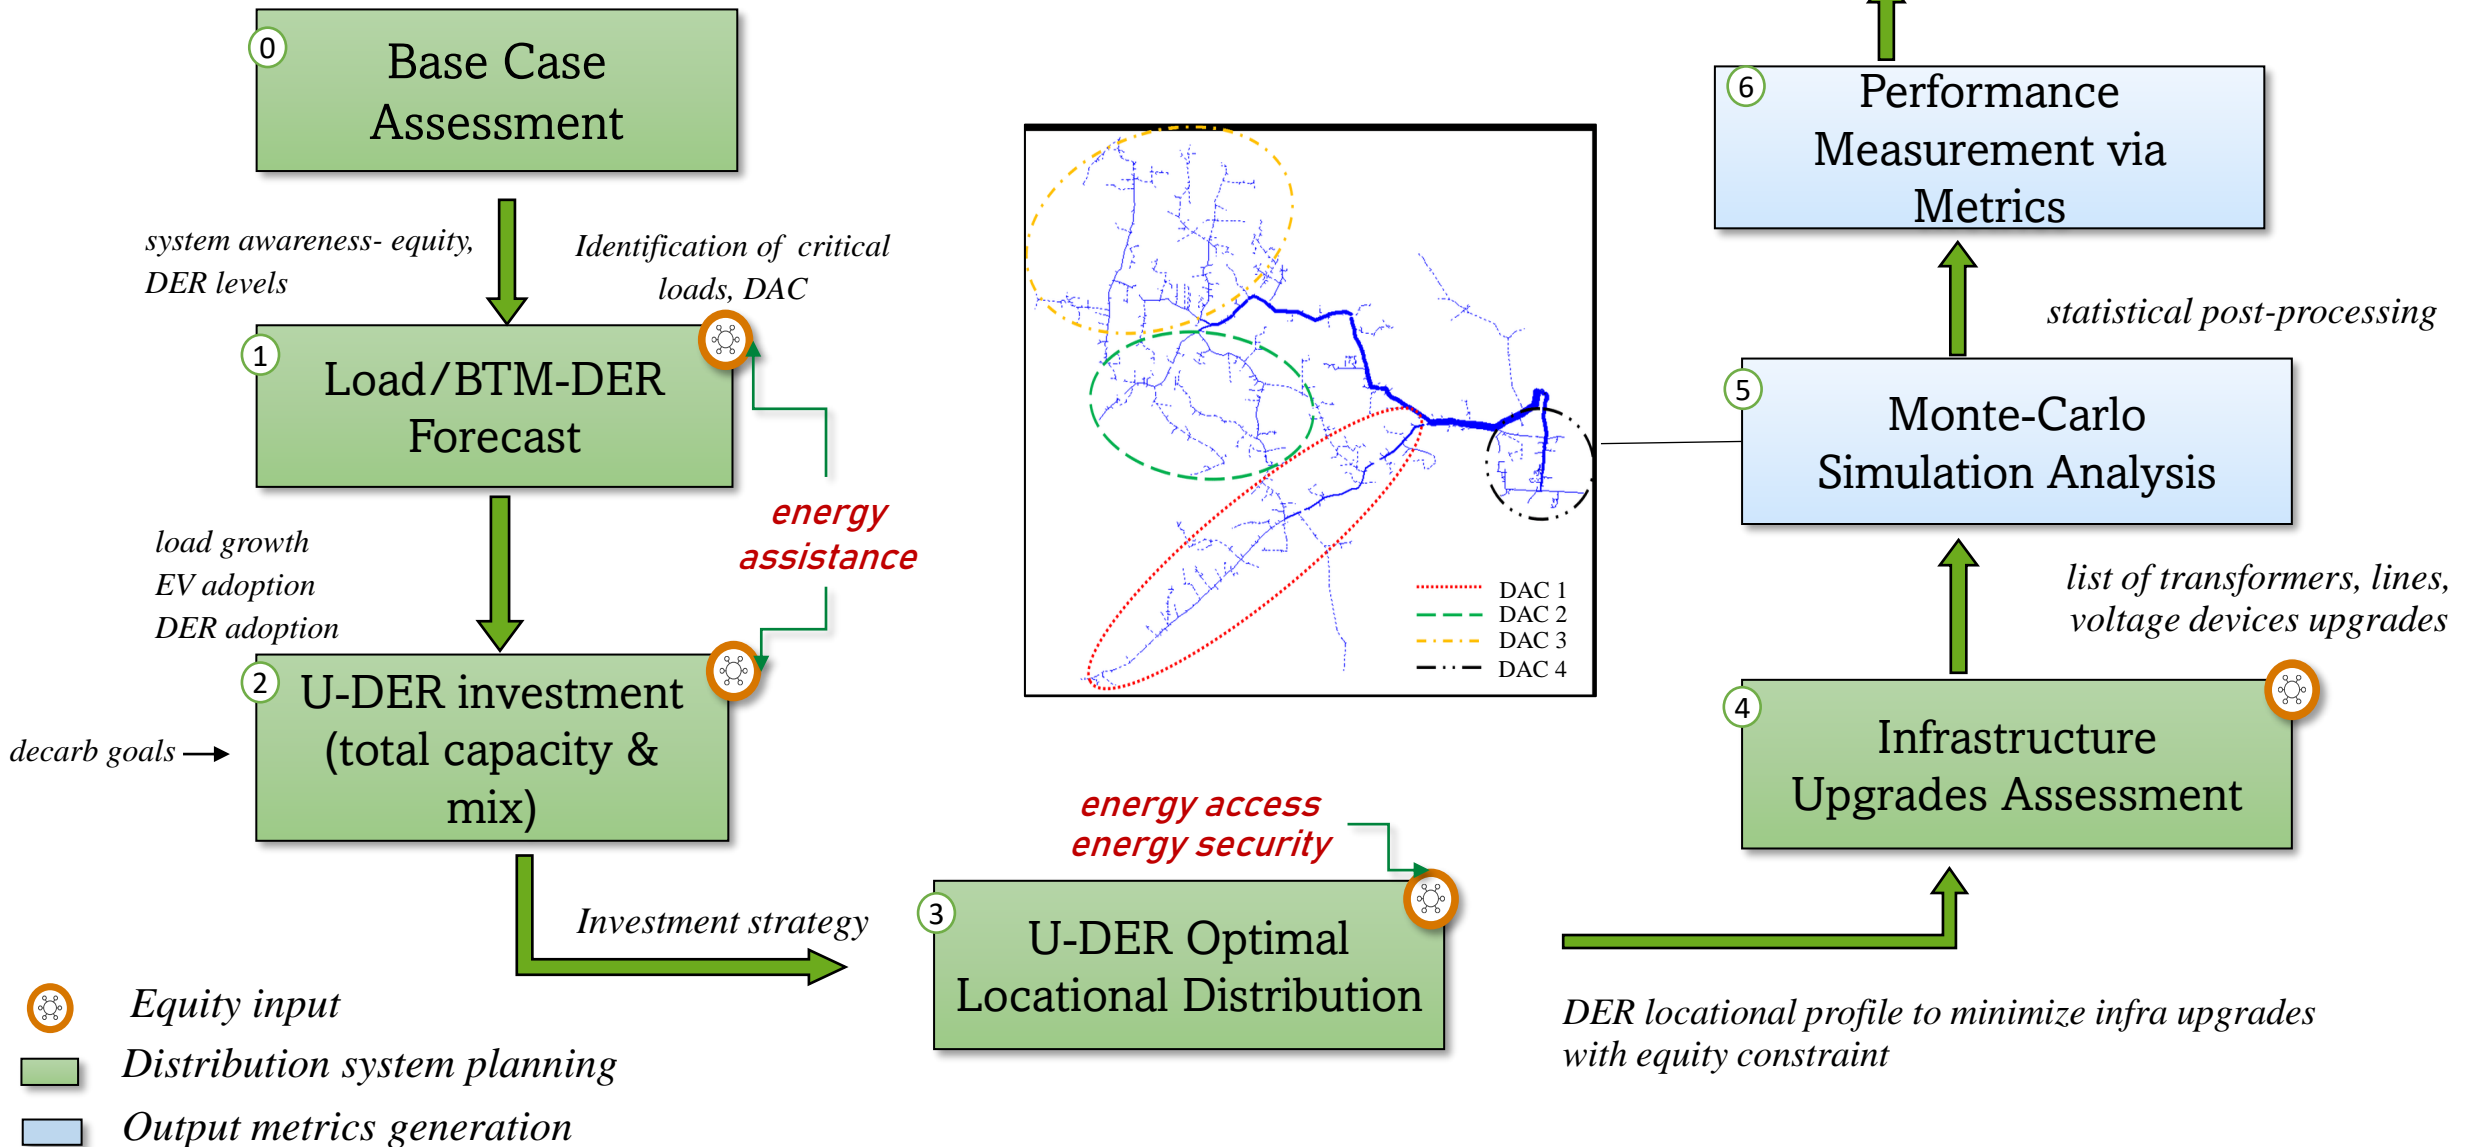 0
Base Case
Assessment
system awareness- equity,
DER levels
Identification of critical
loads, DAC
1
Load/BTM-DER
Forecast
energy
assistance
load growth
EV adoption
DER adoption
2
U-DER investment
(total capacity &
mix)
decarb goals
Investment strategy
energy access
energy security
3
U-DER Optimal
Locational Distribution
DER locational profile to minimize infra upgrades
with equity constraint
4
Infrastructure
Upgrades Assessment
list of transformers, lines,
voltage devices upgrades
5
Monte-Carlo
Simulation Analysis
statistical post-processing
6
Performance
Measurement via
Metrics
DAC 1
DAC 2
DAC 3
DAC 4
Equity input
Distribution system planning
Output metrics generation